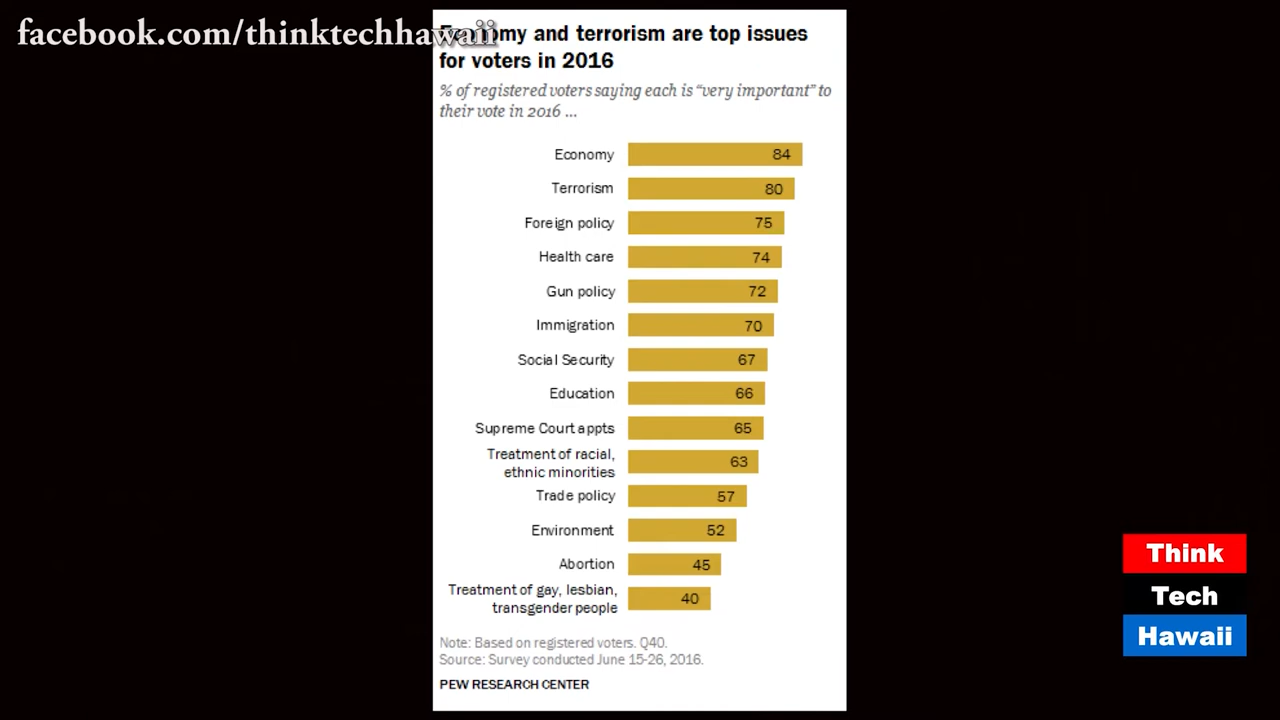 facebook.com/thinktechhawaii
Economy and terrorism are top issues
for voters in 2016
% of registered voters saying each is “very important” to
their vote in 2016 ...
Economy 84
Terrorism 80
Foreign policy 75
Health care 74
Gun policy 72
Immigration 70
Social Security 67
Education 66
Supreme Court appts 65
Treatment of racial,
ethnic minorities 63
Trade policy 57
Environment 52
Abortion 45
Treatment of gay, lesbian,
transgender people 40
Note: Based on registered voters. Q40.
Source: Survey conducted June 15-26, 2016.
PEW RESEARCH CENTER
Think
Tech
Hawaii